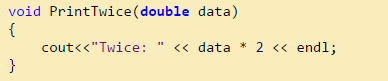 void PrintTwice(double data)
{
    cout<<"Twice: " << data * 2 << endl;
}